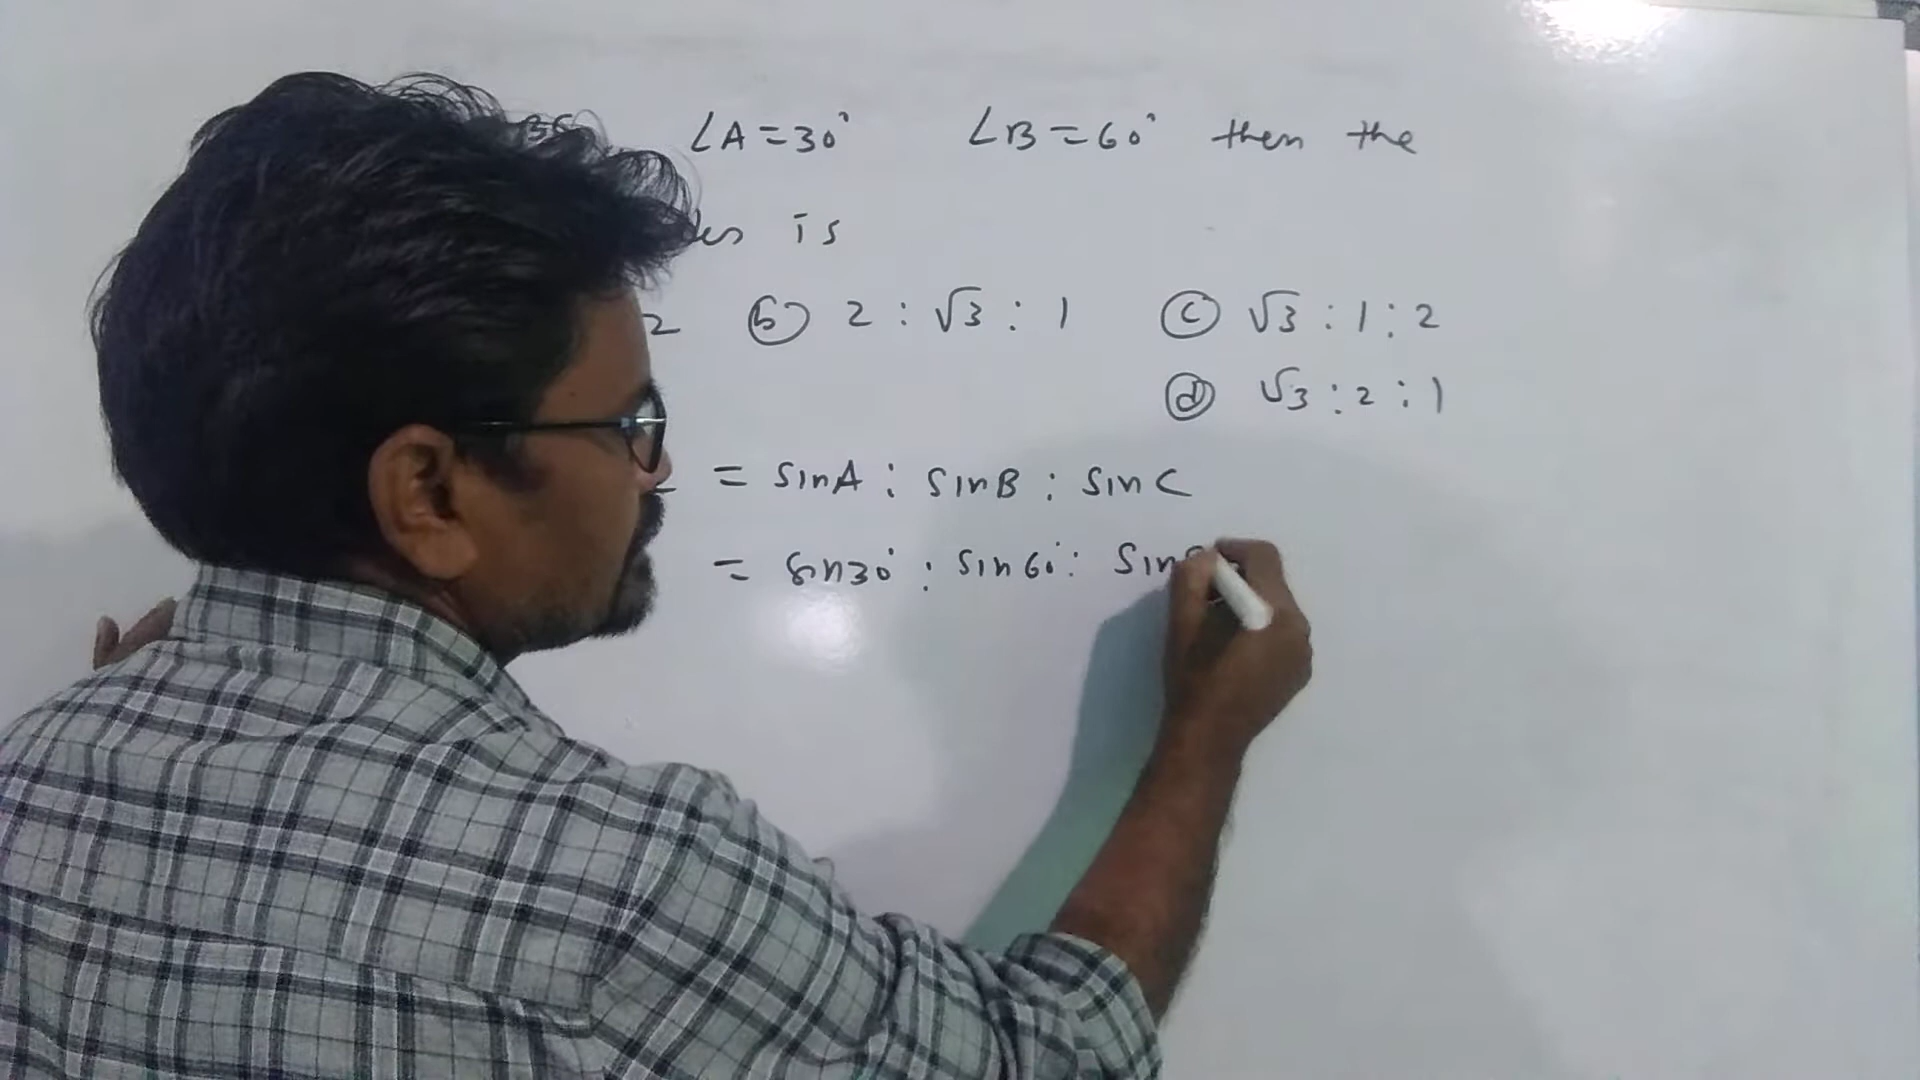 ∠A=30° ∠B=60° then the
is
2 ⓑ 2 : √3 : 1 ⓒ √3 : 1 : 2
ⓓ √3 : 2 : 1
= sinA : sinB : sinC
= sin30° : sin60° : sin